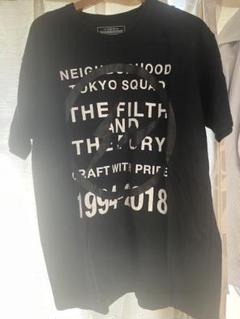 NEIGHBORHOOD
TOKYO SQUAD
THE FILTH
AND
THE FURY
CRAFT WITH PRIDE
1994-2018